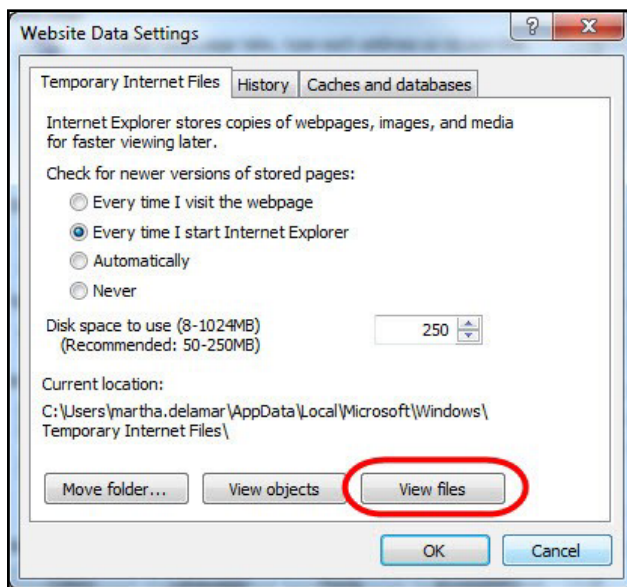 Website Data Settings
Temporary Internet Files
History
Caches and databases
Internet Explorer stores copies of webpages, images, and media
for faster viewing later.
Check for newer versions of stored pages:
Every time I visit the webpage
Every time I start Internet Explorer
Automatically
Never
Disk space to use (8-1024MB)
250
(Recommended: 50-250MB)
Current location:
C:\Users\martha.delamar\AppData\Local\Microsoft\Windows\
Temporary Internet Files\
Move folder...
View objects
View files
OK
Cancel